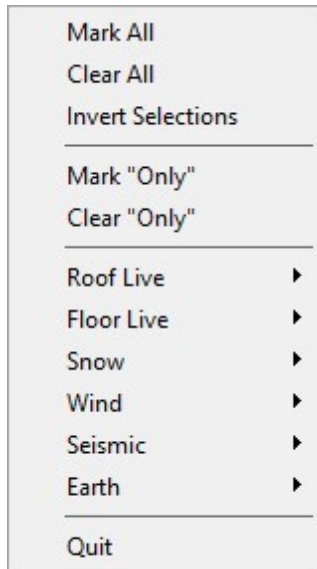 Mark All
Clear All
Invert Selections
Mark "Only"
Clear "Only"
Roof Live
Floor Live
Snow
Wind
Seismic
Earth
Quit